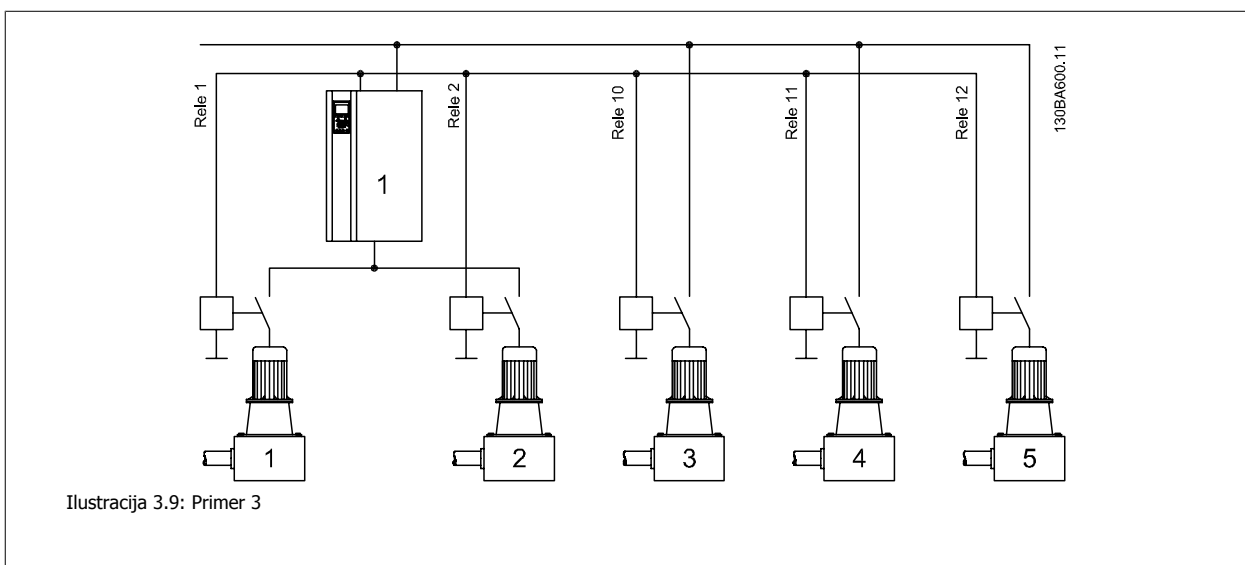 Rele 1
Rele 2
Rele 10
Rele 11
Rele 12
130BA600.11
1
1
2
3
4
5
Ilustracija 3.9: Primer 3